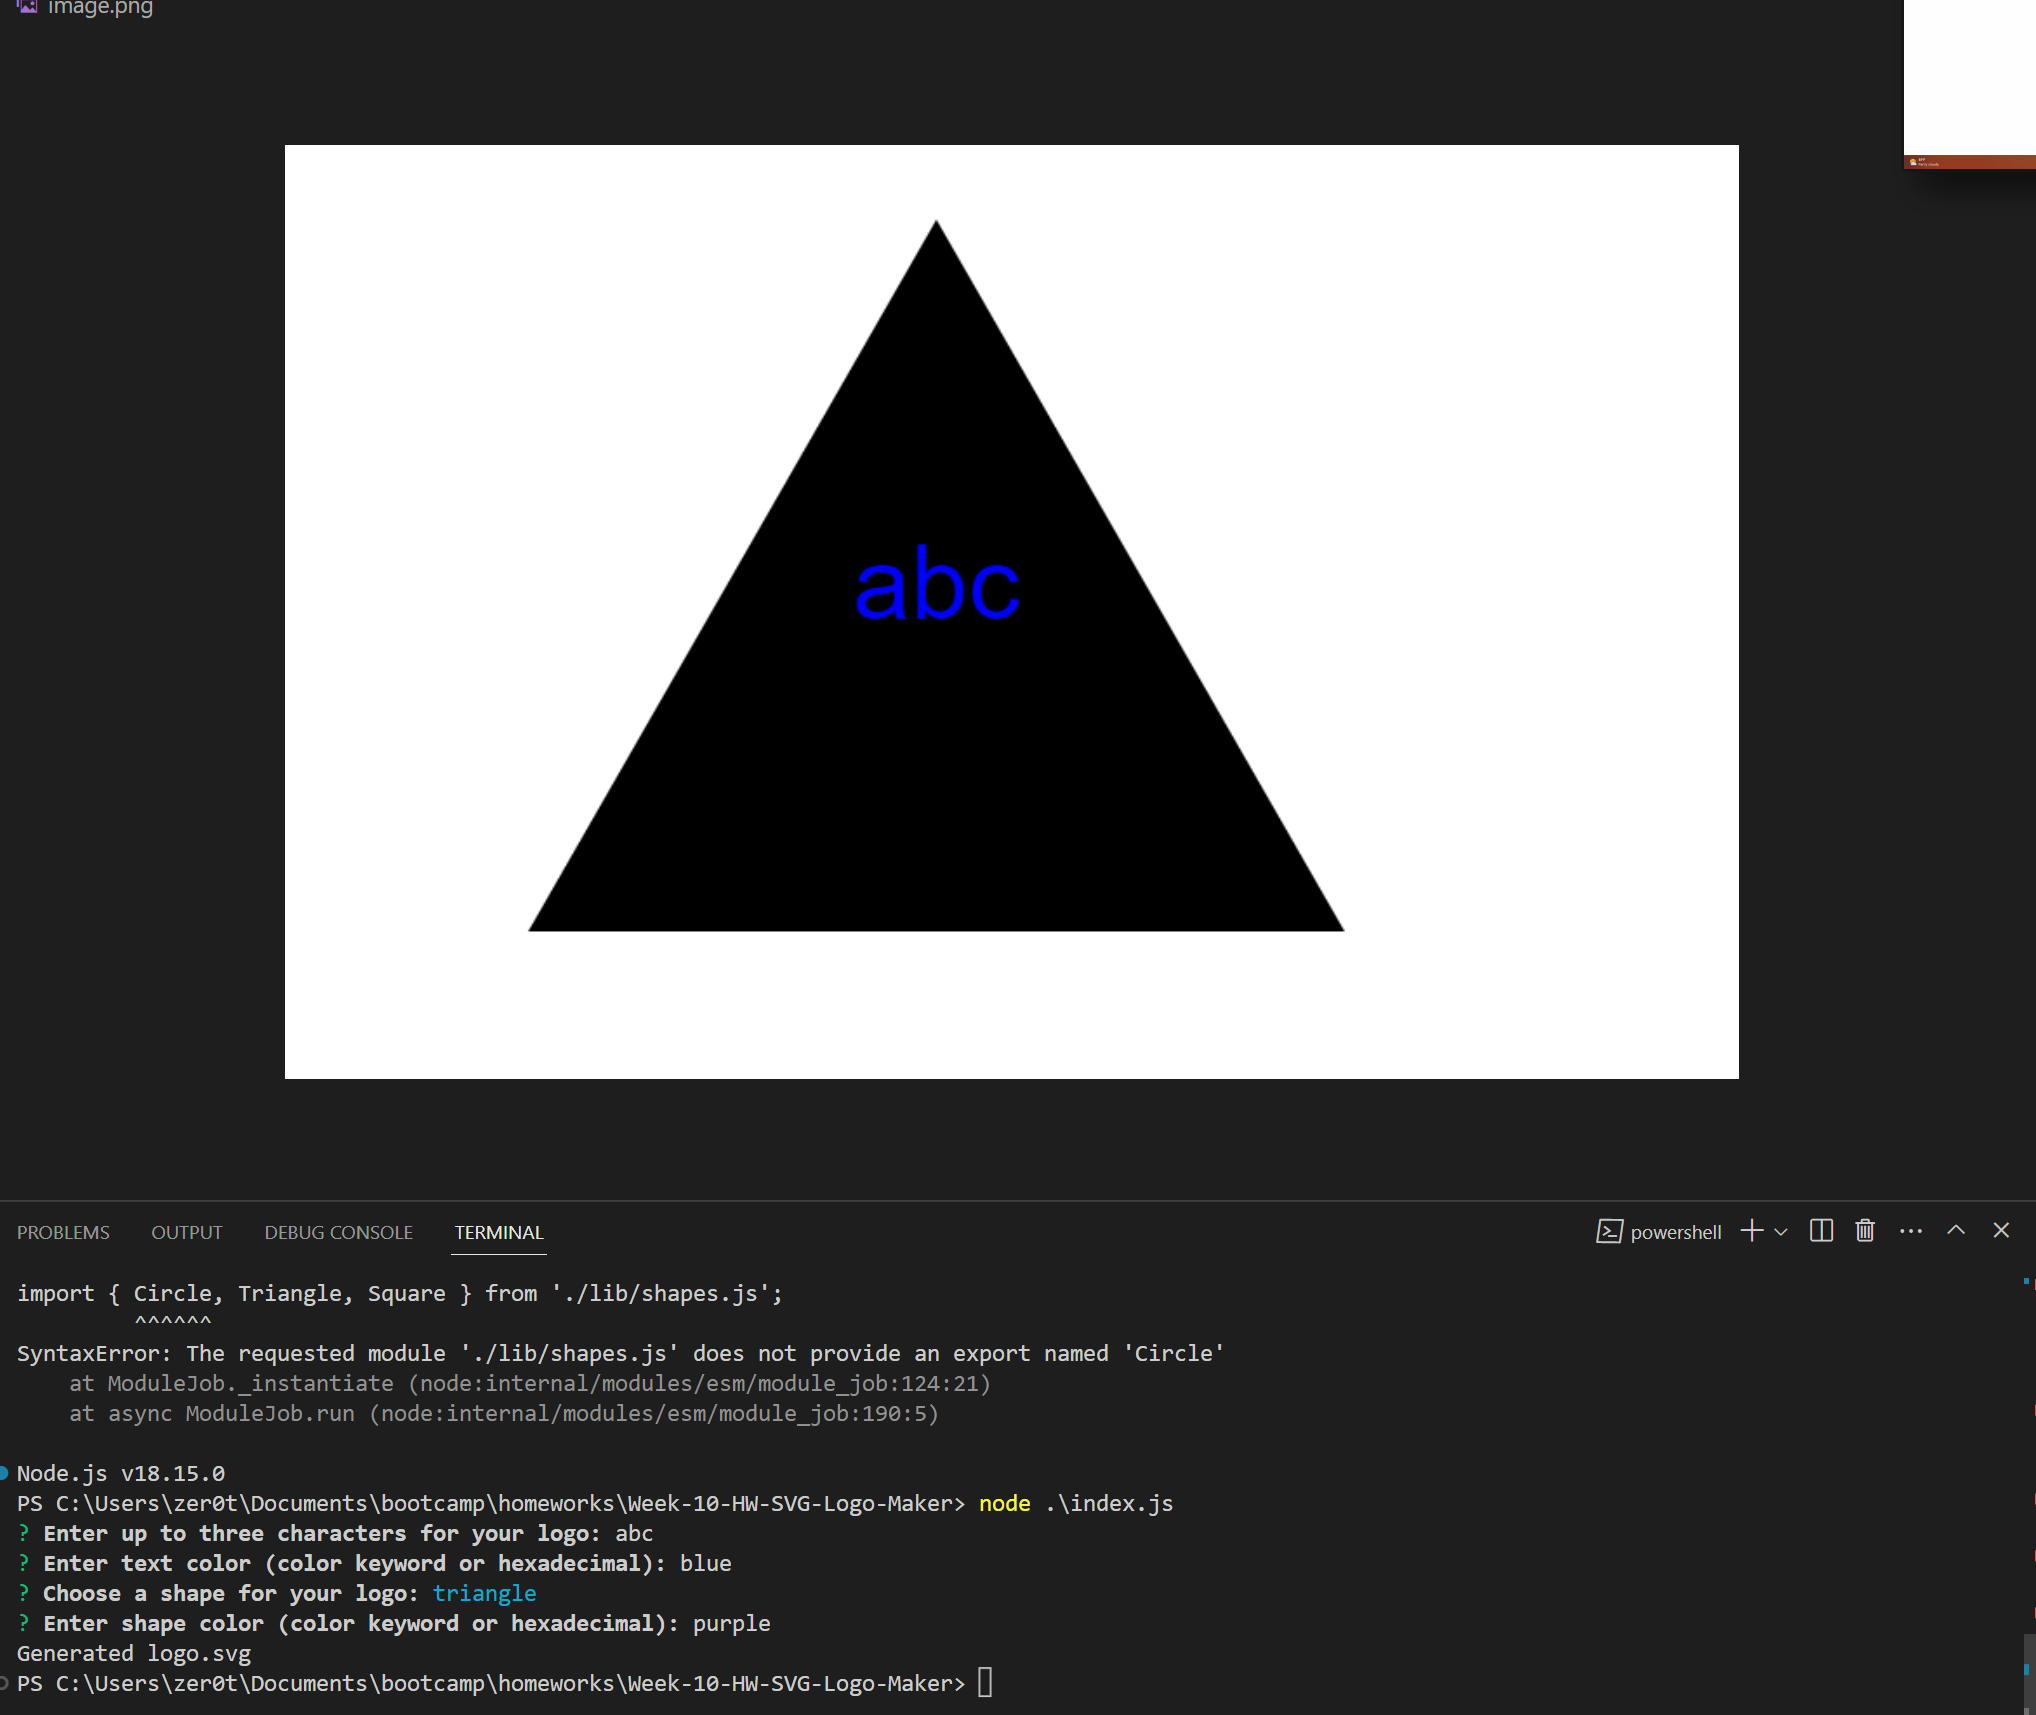 image.png
abc
PROBLEMS OUTPUT DEBUG CONSOLE TERMINAL powershell
import { Circle, Triangle, Square } from './lib/shapes.js';
^^^^^^
SyntaxError: The requested module './lib/shapes.js' does not provide an export named 'Circle'
at ModuleJob._instantiate (node:internal/modules/esm/module_job:124:21)
at async ModuleJob.run (node:internal/modules/esm/module_job:190:5)
Node.js v18.15.0
PS C:\Users\zer0t\Documents\bootcamp\homeworks\Week-10-HW-SVG-Logo-Maker> node .\index.js
? Enter up to three characters for your logo: abc
? Enter text color (color keyword or hexadecimal): blue
? Choose a shape for your logo: triangle
? Enter shape color (color keyword or hexadecimal): purple
Generated logo.svg
PS C:\Users\zer0t\Documents\bootcamp\homeworks\Week-10-HW-SVG-Logo-Maker>